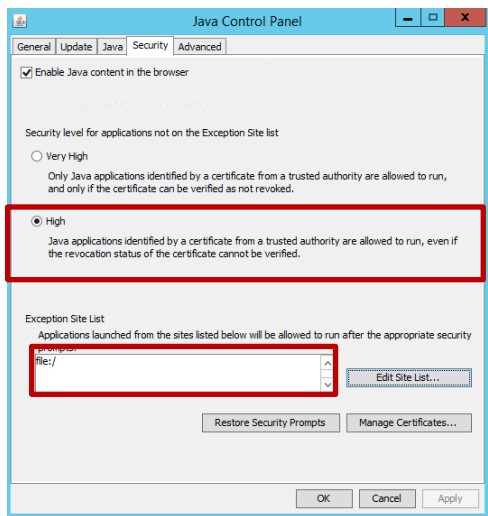 Java Control Panel
General Update Java Security Advanced
Enable Java content in the browser
Security level for applications not on the Exception Site list
Very High
Only Java applications identified by a certificate from a trusted authority are allowed to run,
and only if the certificate can be verified as not revoked.
High
Java applications identified by a certificate from a trusted authority are allowed to run, even if
the revocation status of the certificate cannot be verified.
Exception Site List
Applications launched from the sites listed below will be allowed to run after the appropriate security
prompts.
file:/
Edit Site List...
Restore Security Prompts Manage Certificates...
OK Cancel Apply